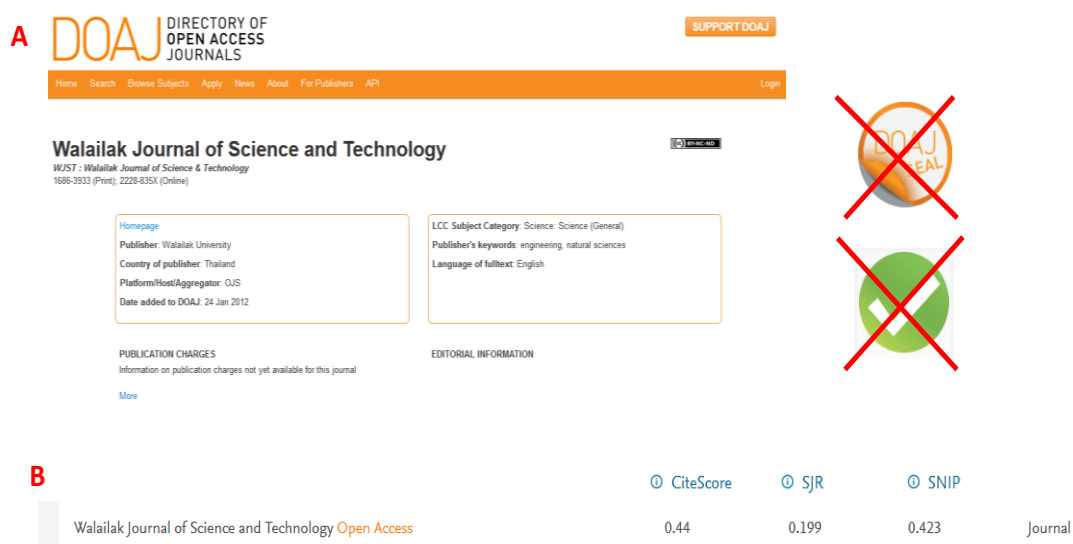 A
DOAJ
DIRECTORY OF
OPEN ACCESS
JOURNALS
SUPPORT DOAJ
Home Search Browse Subjects Apply News About For Publishers API Login
Walailak Journal of Science and Technology
WJST : Walailak Journal of Science & Technology
1686-3933 (Print); 2228-835X (Online)
CC BY-NC-ND
DOAJ
SEAL
Homepage
Publisher: Walailak University
Country of publisher: Thailand
Platform/Host/Aggregator: OJS
Date added to DOAJ: 24 Jan 2012
LCC Subject Category: Science: Science (General)
Publisher's keywords: engineering, natural sciences
Language of fulltext: English
PUBLICATION CHARGES
Information on publication charges not yet available for this journal
More
EDITORIAL INFORMATION
B
CiteScore SJR SNIP
Walailak Journal of Science and Technology Open Access 0.44 0.199 0.423 Journal